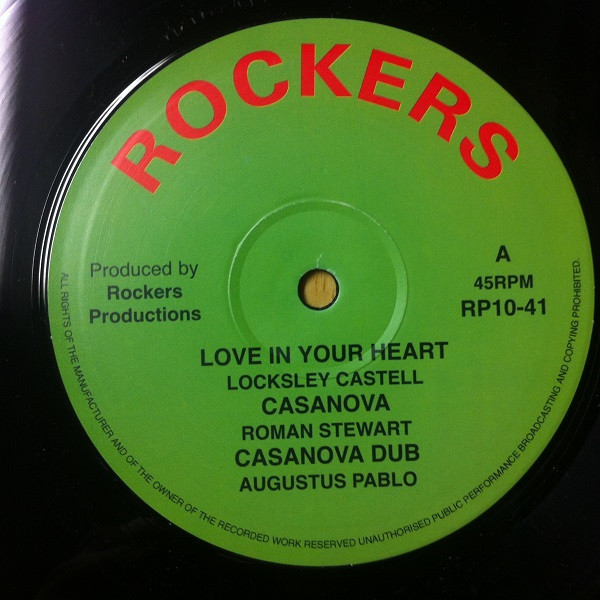 ROCKERS
Produced by
Rockers
Productions
A
45RPM
RP10-41
LOVE IN YOUR HEART
LOCKSLEY CASTELL
CASANOVA
ROMAN STEWART
CASANOVA DUB
AUGUSTUS PABLO
ALL RIGHTS OF THE MANUFACTURER AND OF THE OWNER OF THE RECORDED WORK RESERVED UNAUTHORISED PUBLIC PERFORMANCE BROADCASTING AND COPYING PROHIBITED.